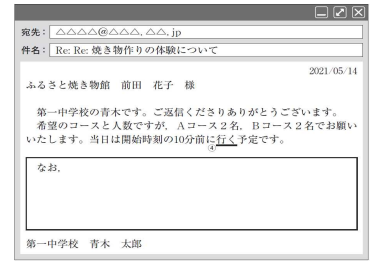 宛先: △△△△@△△△,△△,jp
件名: Re: Re: 焼き物作りの体験について
2021/05/14
ふるさと焼き物館 前田 花子 様
第一中学校の青木です。ご返信くださりありがとうございます。
希望のコースと人数ですが，Aコース2名，Bコース2名でお願い
いたします。当日は開始時刻の10分前に行く予定です。
④
なお，
第一中学校 青木 太郎